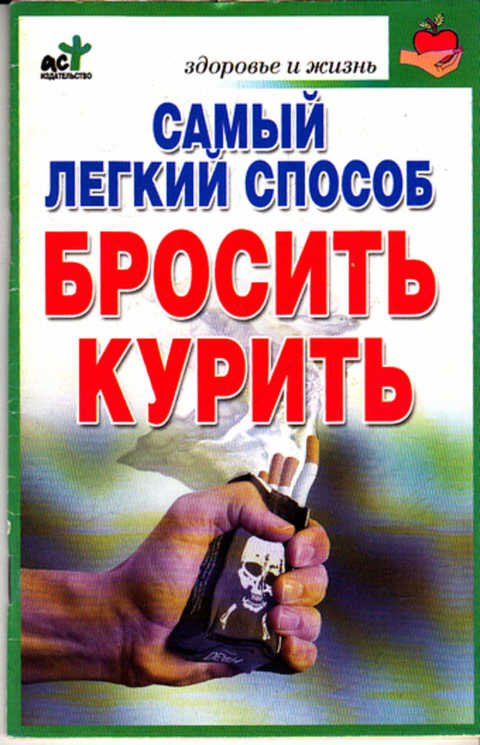 аст
ИЗДАТЕЛЬСТВО
здоровье и жизнь
САМЫЙ
ЛЕГКИЙ СПОСОБ
БРОСИТЬ
КУРИТЬ